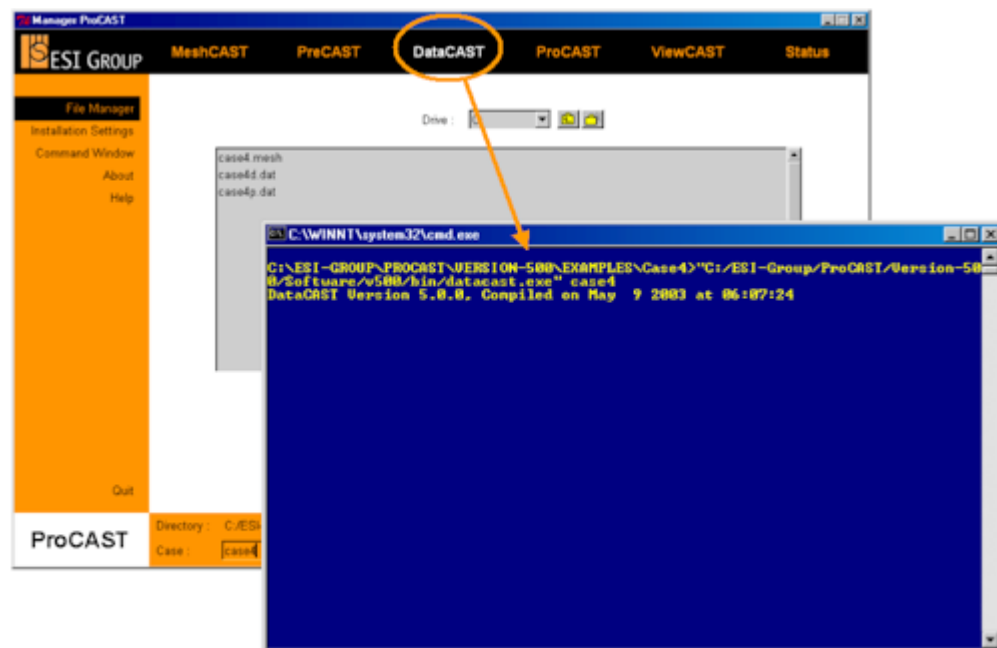 Manager ProCAST
ESI GROUP
MeshCAST PreCAST DataCAST ProCAST ViewCAST Status
File Manager
Installation Settings
Command Window
About
Help
Quit
Drive :
case4.mesh
case4d.dat
case4p.dat
C:\WINNT\system32\cmd.exe
C:\ESI-GROUP\PROCAST\VERSION-500\EXAMPLES\Case4>"C:/ESI-Group/ProCAST/Version-50
0/Software/v500/bin/datacast.exe" case4
DataCAST Version 5.0.0, Compiled on May 9 2003 at 06:07:24
ProCAST
Directory : C:/ESI
Case : case4